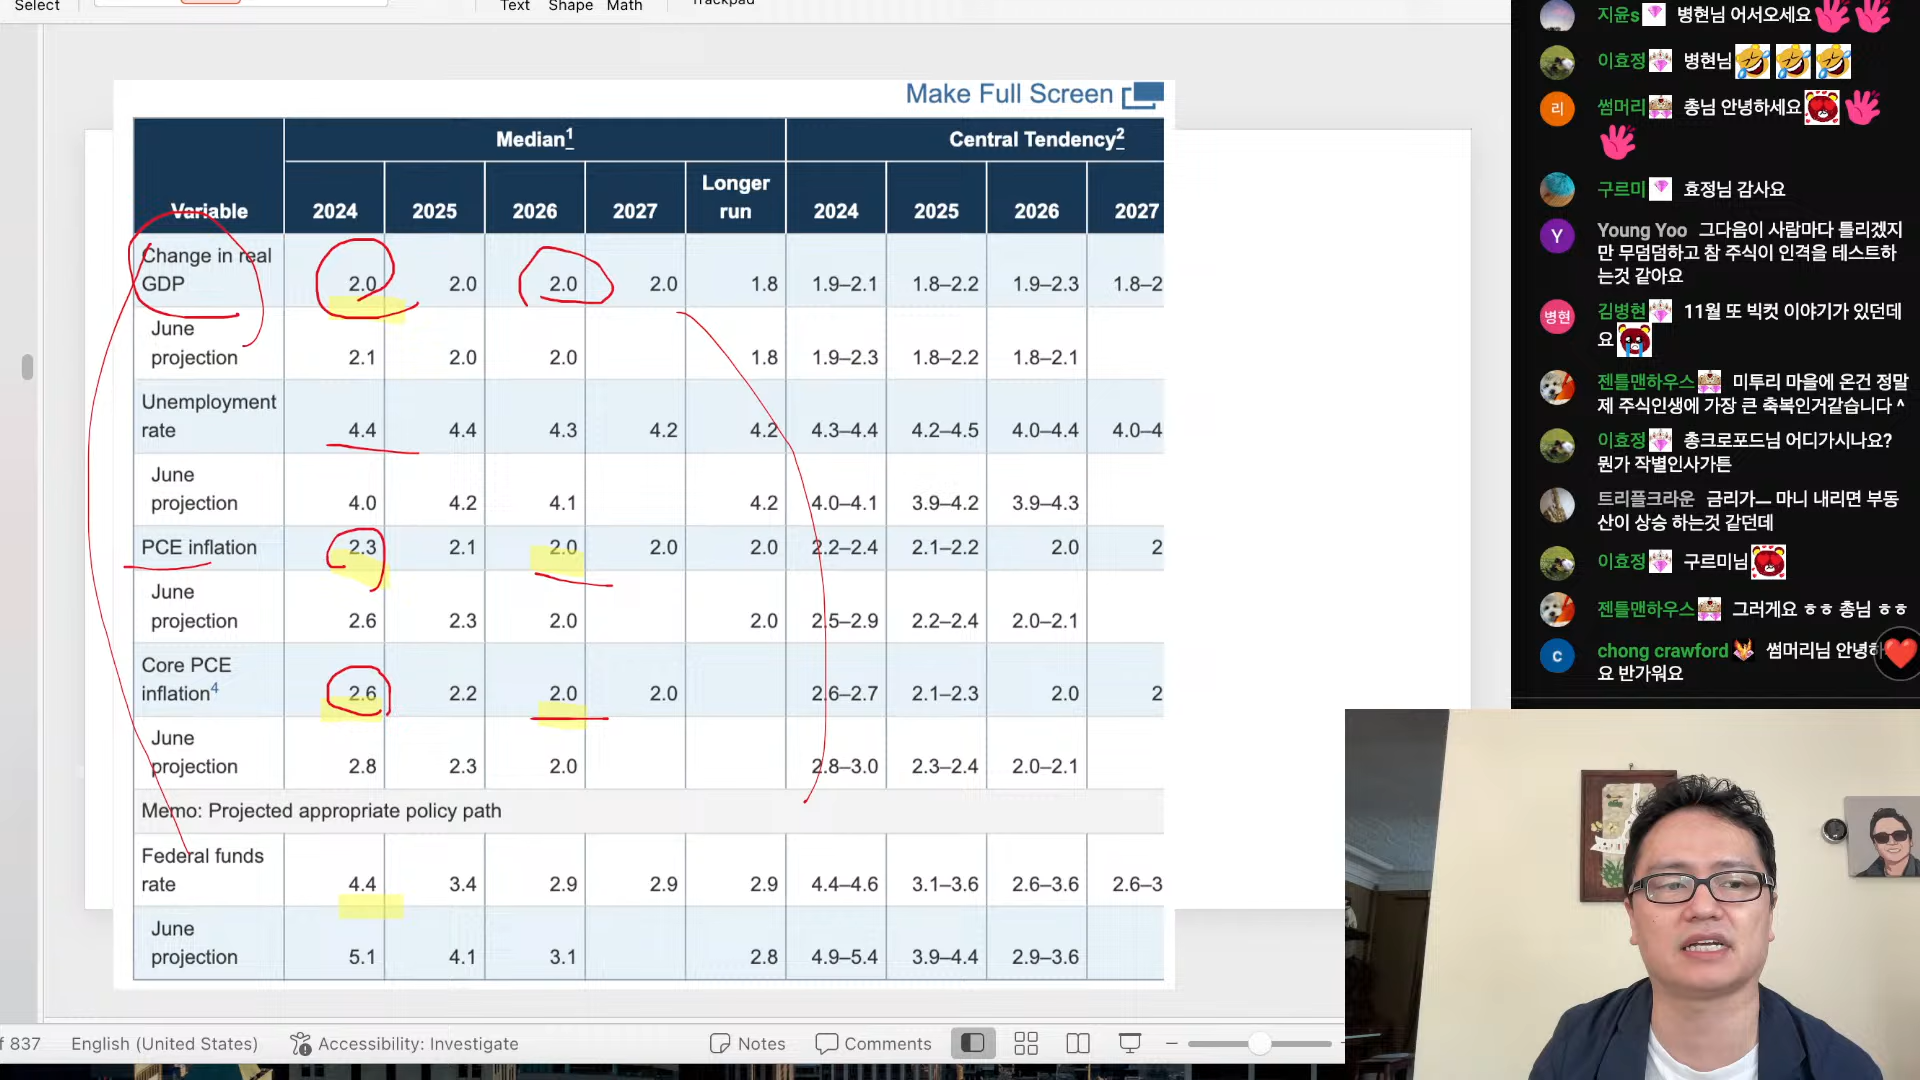 Select
Text Shape Math
Make Full Screen
Median1 Central Tendency2
Variable 2024 2025 2026 2027 Longer run 2024 2025 2026 2027
Change in real GDP 2.0 2.0 2.0 2.0 1.8 1.9–2.1 1.8–2.2 1.9–2.3 1.8–2
June projection 2.1 2.0 2.0 1.8 1.9–2.3 1.8–2.2 1.8–2.1
Unemployment rate 4.4 4.4 4.3 4.2 4.2 4.3–4.4 4.2–4.5 4.0–4.4 4.0–4
June projection 4.0 4.2 4.1 4.2 4.0–4.1 3.9–4.2 3.9–4.3
PCE inflation 2.3 2.1 2.0 2.0 2.0 2.2–2.4 2.1–2.2 2.0 2
June projection 2.6 2.3 2.0 2.0 2.5–2.9 2.2–2.4 2.0–2.1
Core PCE inflation4 2.6 2.2 2.0 2.0 2.6–2.7 2.1–2.3 2.0 2
June projection 2.8 2.3 2.0 2.8–3.0 2.3–2.4 2.0–2.1
Memo: Projected appropriate policy path
Federal funds rate 4.4 3.4 2.9 2.9 2.9 4.4–4.6 3.1–3.6 2.6–3.6 2.6–3
June projection 5.1 4.1 3.1 2.8 4.9–5.4 3.9–4.4 2.9–3.6
837 English (United States) Accessibility: Investigate Notes Comments
지윤s 병현님 어서오세요
이효정 병현님
리 썸머리 총님 안녕하세요
구르미 효정님 감사요
Y Young Yoo 그다음이 사람마다 틀리겠지
만 무덤덤하고 참 주식이 인격을 테스트하
는것 같아요
병현 김병현 11월 또 빅컷 이야기가 있던데
요
젠틀맨하우스 미투리 마을에 온건 정말
제 주식인생에 가장 큰 축복인거같습니다 ^
이효정 총크로포드님 어디가시나요?
뭔가 작별인사가튼
트리플크라운 금리가ㅡ 마니 내리면 부동
산이 상승 하는것 같던데
이효정 구르미님
젠틀맨하우스 그러게요 ㅎㅎ 총님 ㅎㅎ
c chong crawford 썸머리님 안녕하
요 반가워요